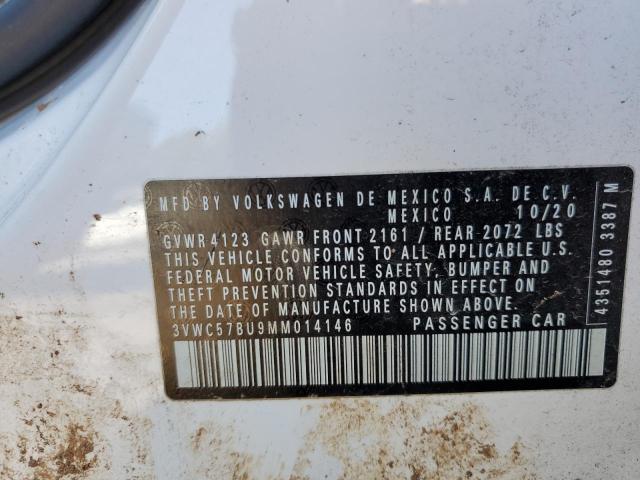 MFD BY VOLKSWAGEN DE MEXICO S.A. DE C.V.
MEXICO 10/20
GVWR 4123 GAWR FRONT 2161 / REAR 2072 LBS
THIS VEHICLE CONFORMS TO ALL APPLICABLE U.S.
FEDERAL MOTOR VEHICLE SAFETY, BUMPER AND
THEFT PREVENTION STANDARDS IN EFFECT ON
THE DATE OF MANUFACTURE SHOWN ABOVE.
3VWC57BU9MM014146 PASSENGER CAR
4351480 3387 M